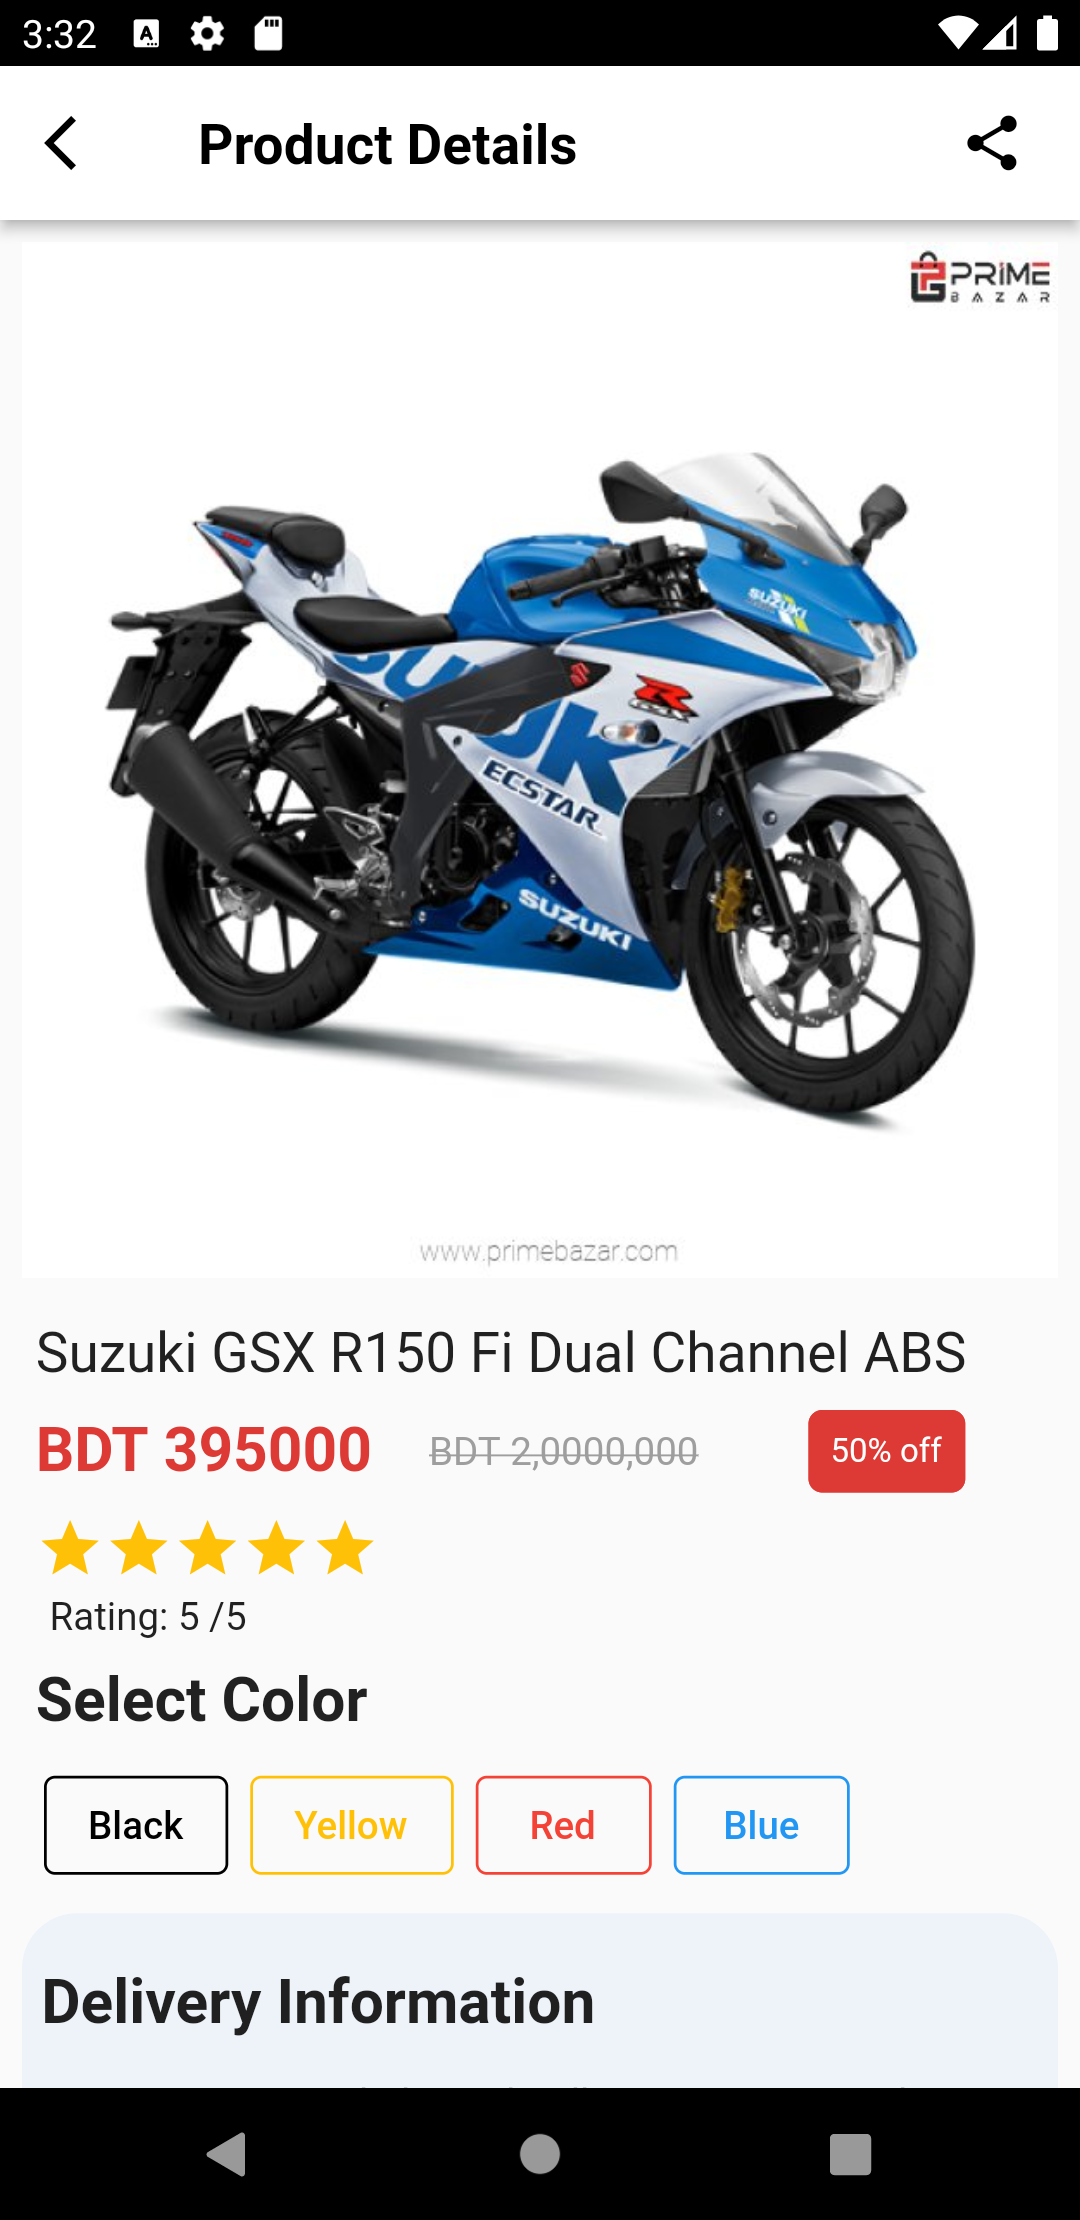 3:32
Product Details
PRIME
BAZAR
SUZUKI
SUZUKI
R
ECSTAR
SUZUKI
www.primebazar.com
Suzuki GSX R150 Fi Dual Channel ABS
BDT 395000 BDT 2,0000,000 50% off
Rating: 5 /5
Select Color
Black Yellow Red Blue
Delivery Information